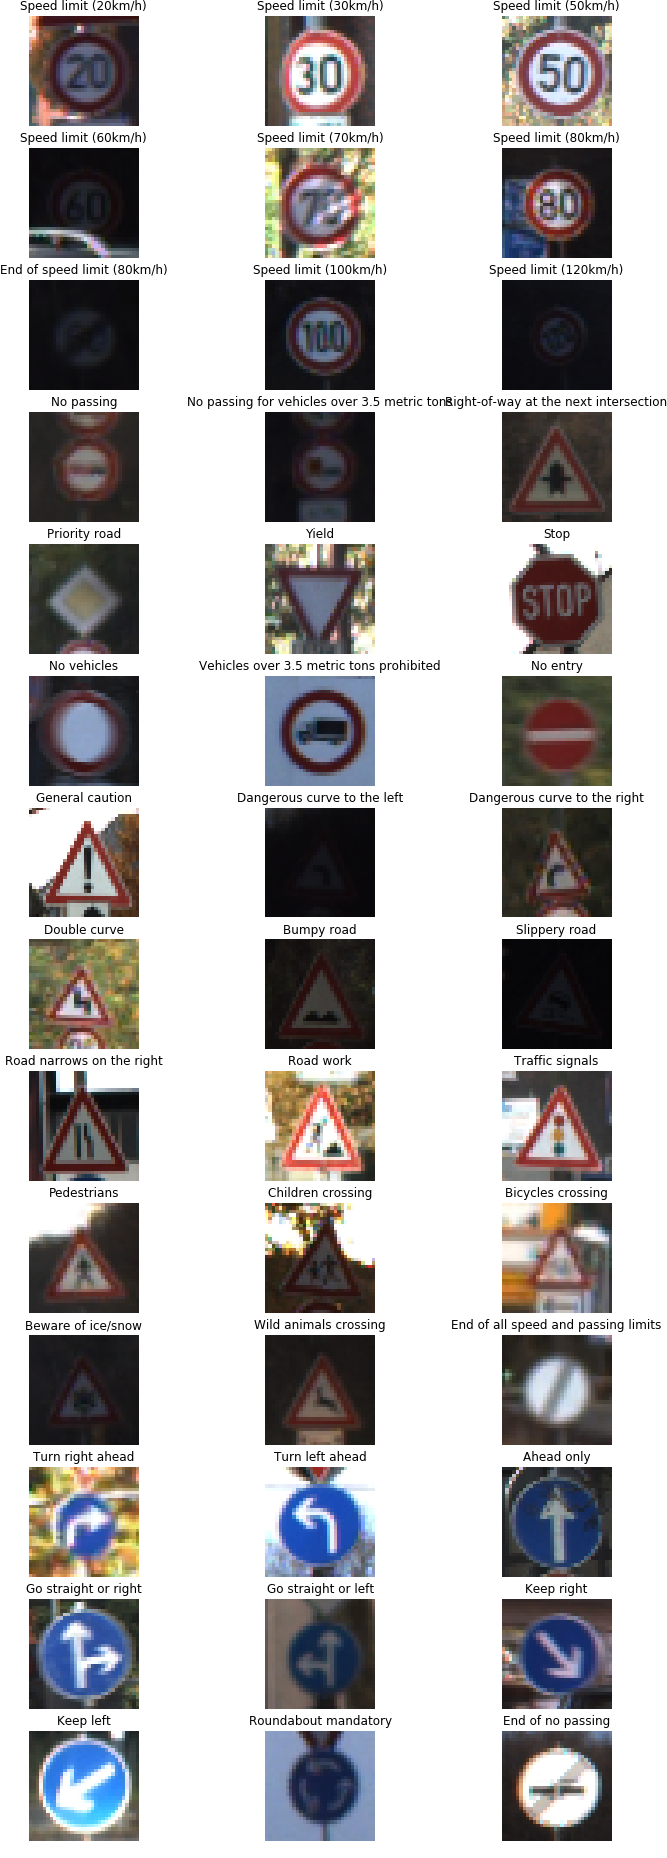 Speed limit (20km/h) Speed limit (30km/h) Speed limit (50km/h)
20 30 50
Speed limit (60km/h) Speed limit (70km/h) Speed limit (80km/h)
60 70 80
End of speed limit (80km/h) Speed limit (100km/h) Speed limit (120km/h)
100
No passing No passing for vehicles over 3.5 metric tons Right-of-way at the next intersection
Priority road Yield Stop
STOP
No vehicles Vehicles over 3.5 metric tons prohibited No entry
General caution Dangerous curve to the left Dangerous curve to the right
Double curve Bumpy road Slippery road
Road narrows on the right Road work Traffic signals
Pedestrians Children crossing Bicycles crossing
Beware of ice/snow Wild animals crossing End of all speed and passing limits
Turn right ahead Turn left ahead Ahead only
Go straight or right Go straight or left Keep right
Keep left Roundabout mandatory End of no passing